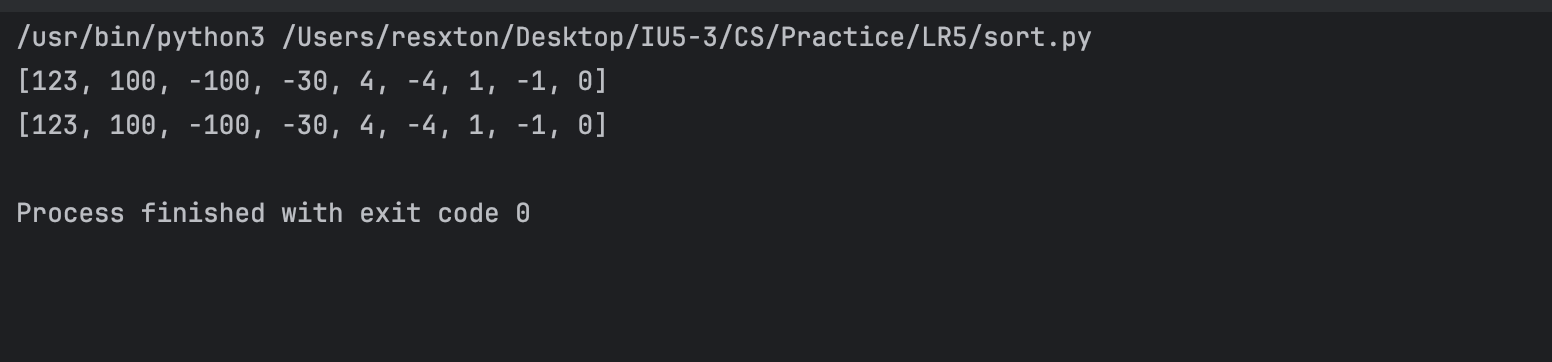 /usr/bin/python3 /Users/resxton/Desktop/IU5-3/CS/Practice/LR5/sort.py
[123, 100, -100, -30, 4, -4, 1, -1, 0]
[123, 100, -100, -30, 4, -4, 1, -1, 0]
Process finished with exit code 0